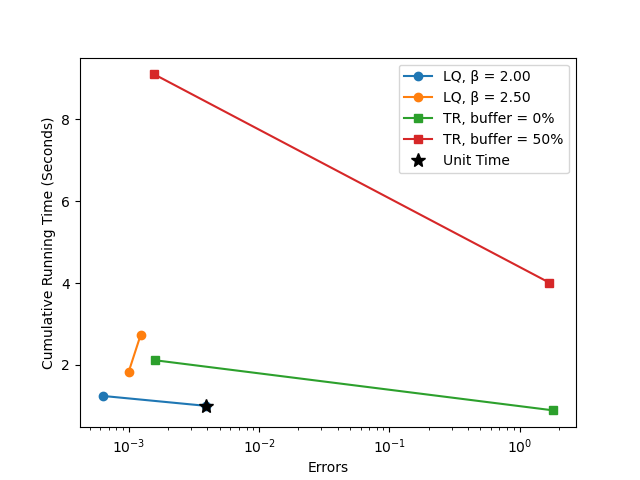 LQ, β = 2.00
LQ, β = 2.50
TR, buffer = 0%
TR, buffer = 50%
Unit Time
Cumulative Running Time (Seconds)
8
6
4
2
10⁻³ 10⁻² 10⁻¹ 10⁰
Errors